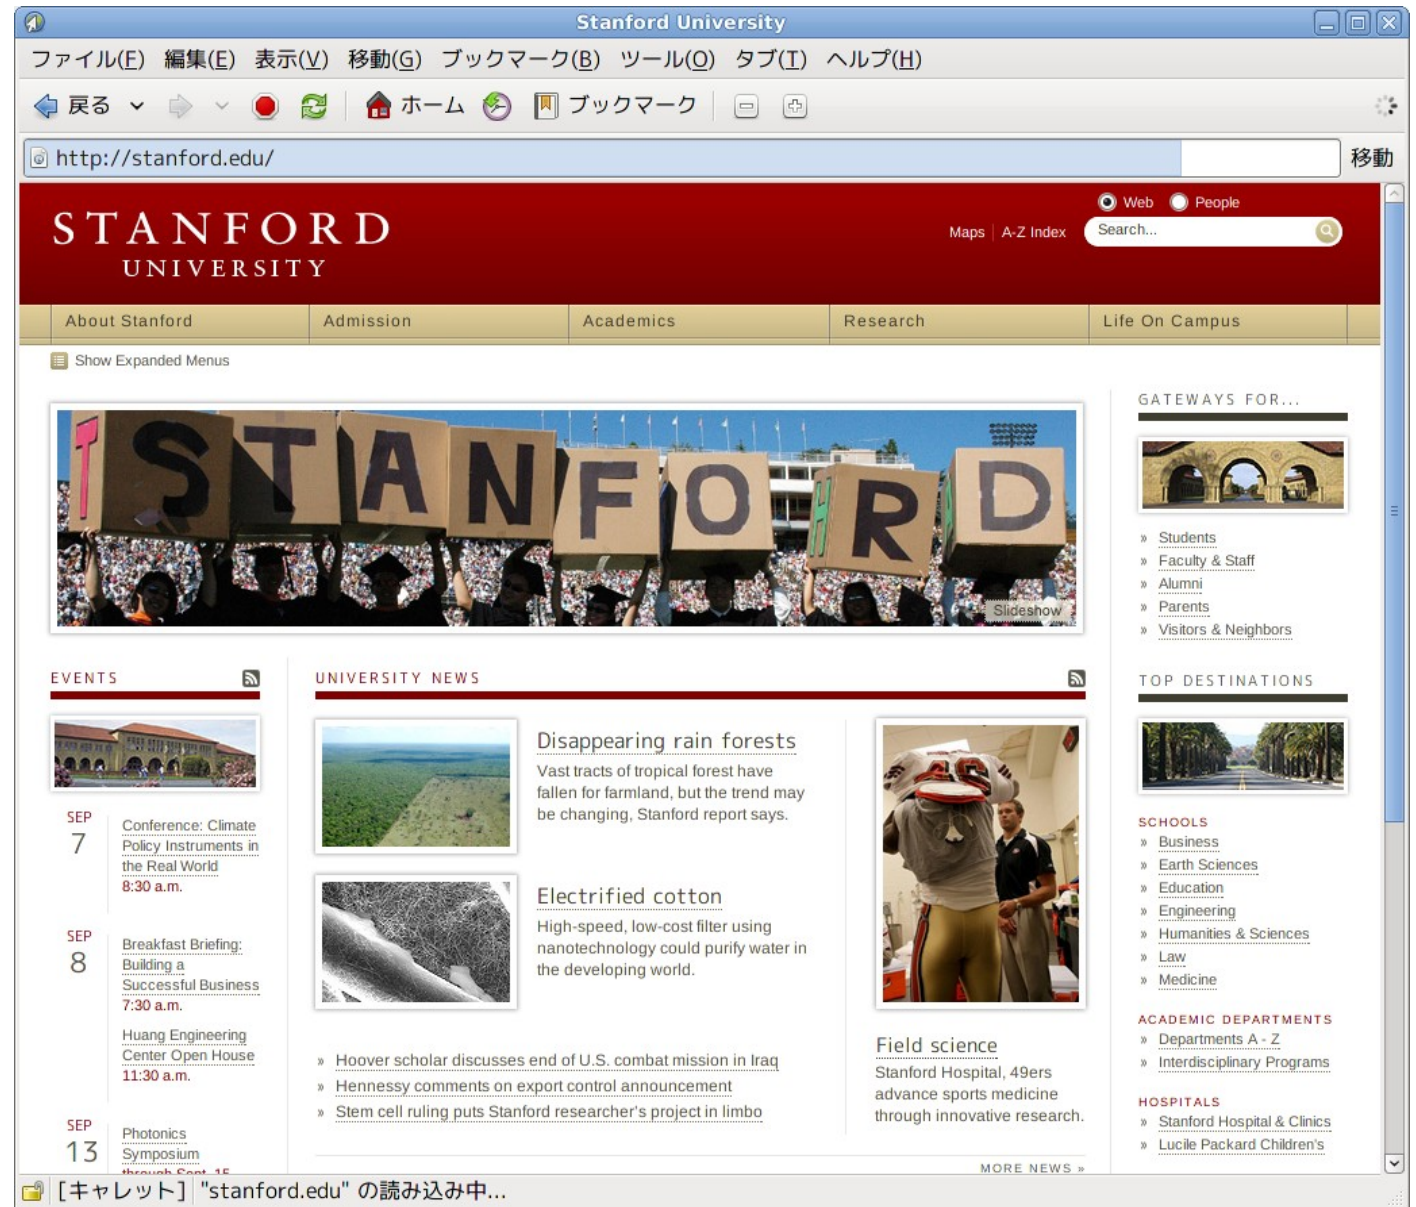 Stanford University
ファイル(F) 編集(E) 表示(V) 移動(G) ブックマーク(B) ツール(O) タブ(T) ヘルプ(H)
戻る ホーム ブックマーク
http://stanford.edu/ 移動
STANFORD
UNIVERSITY
Web People
Maps A-Z Index Search...
About Stanford Admission Academics Research Life On Campus
Show Expanded Menus
T STANFO H RD
Slideshow
GATEWAYS FOR...
» Students
» Faculty & Staff
» Alumni
» Parents
» Visitors & Neighbors
EVENTS
SEP
7
Conference: Climate
Policy Instruments in
the Real World
8:30 a.m.
SEP
8
Breakfast Briefing:
Building a
Successful Business
7:30 a.m.
Huang Engineering
Center Open House
11:30 a.m.
SEP
13
Photonics
Symposium
through Sept. 15
UNIVERSITY NEWS
Disappearing rain forests
Vast tracts of tropical forest have
fallen for farmland, but the trend may
be changing, Stanford report says.
Electrified cotton
High-speed, low-cost filter using
nanotechnology could purify water in
the developing world.
» Hoover scholar discusses end of U.S. combat mission in Iraq
» Hennessy comments on export control announcement
» Stem cell ruling puts Stanford researcher's project in limbo
46
Field science
Stanford Hospital, 49ers
advance sports medicine
through innovative research.
MORE NEWS »
TOP DESTINATIONS
SCHOOLS
» Business
» Earth Sciences
» Education
» Engineering
» Humanities & Sciences
» Law
» Medicine
ACADEMIC DEPARTMENTS
» Departments A - Z
» Interdisciplinary Programs
HOSPITALS
» Stanford Hospital & Clinics
» Lucile Packard Children's
[キャレット] "stanford.edu" の読み込み中...